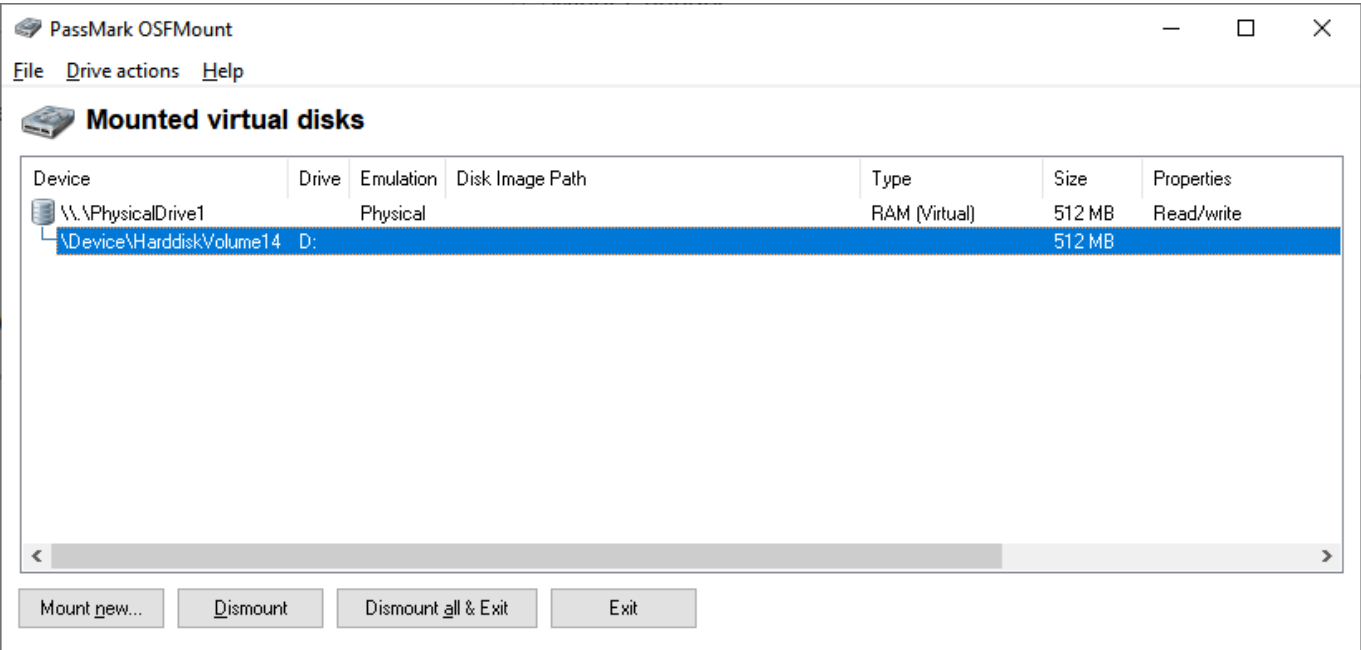 PassMark OSFMount
File Drive actions Help
Mounted virtual disks
Device Drive Emulation Disk Image Path Type Size Properties
\\.\PhysicalDrive1 Physical RAM (Virtual) 512 MB Read/write
\Device\HarddiskVolume14 D: 512 MB
Mount new... Dismount Dismount all & Exit Exit